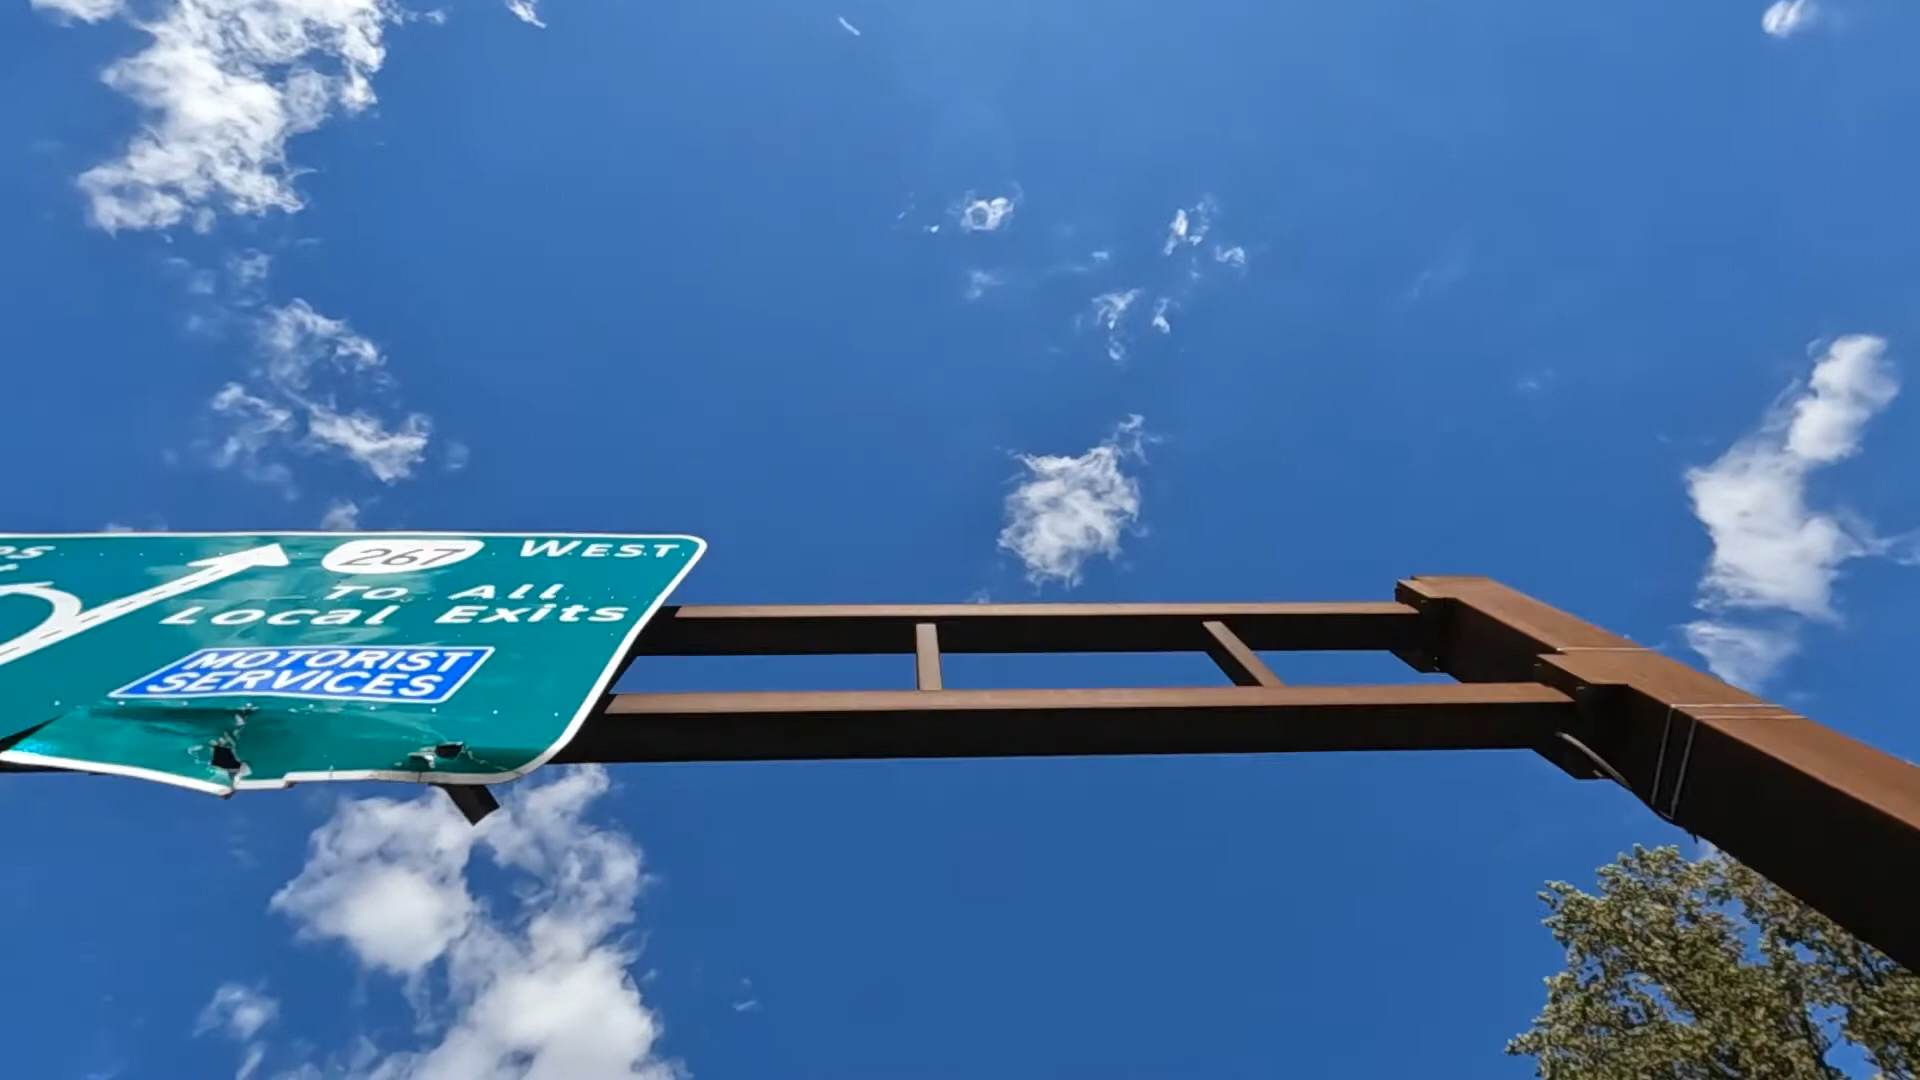 267 WEST
To All
Local Exits
MOTORIST
SERVICES